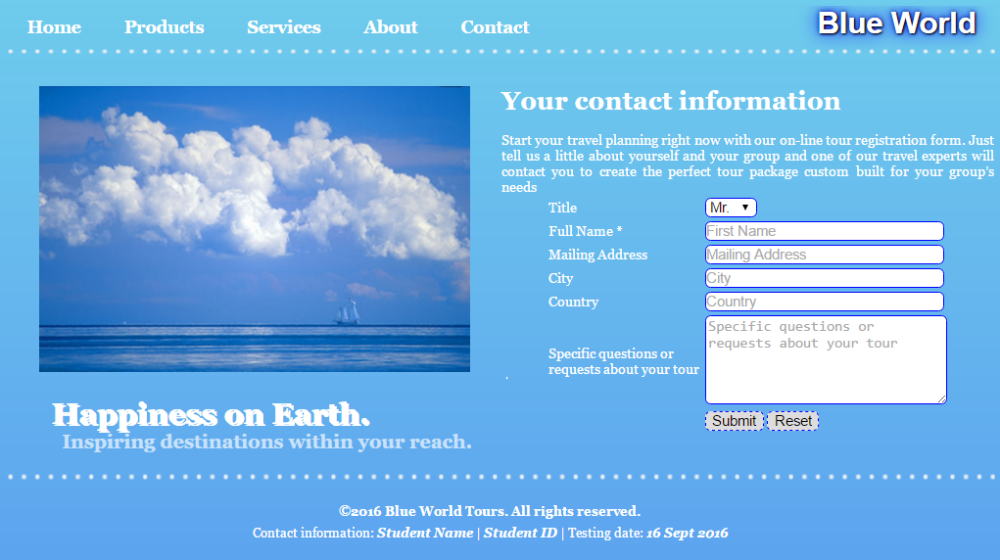 Home Products Services About Contact
Blue World
Your contact information
Start your travel planning right now with our on-line tour registration form. Just
tell us a little about yourself and your group and one of our travel experts will
contact you to create the perfect tour package custom built for your group's
needs
Title Mr.
Full Name * First Name
Mailing Address Mailing Address
City City
Country Country
Specific questions or
requests about your tour
Specific questions or
requests about your tour
Submit Reset
Happiness on Earth.
Inspiring destinations within your reach.
©2016 Blue World Tours. All rights reserved.
Contact information: Student Name | Student ID | Testing date: 16 Sept 2016